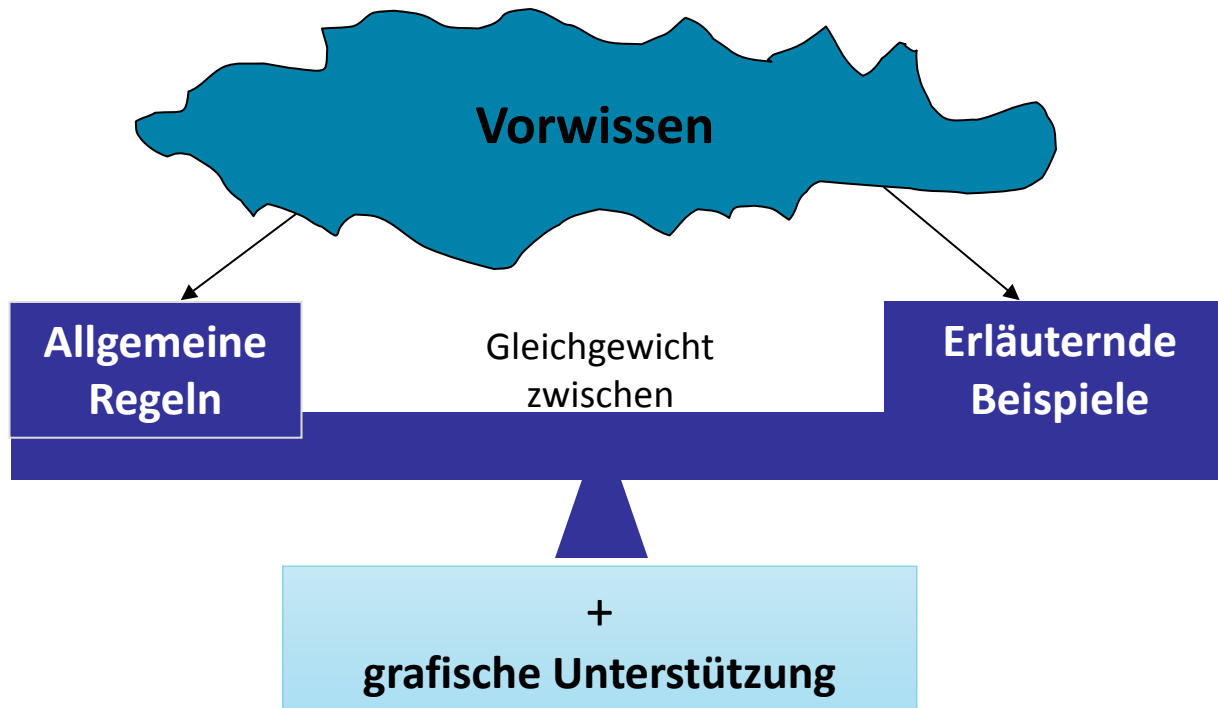 Vorwissen
Allgemeine
Regeln
Gleichgewicht
zwischen
Erläuternde
Beispiele
+
grafische Unterstützung